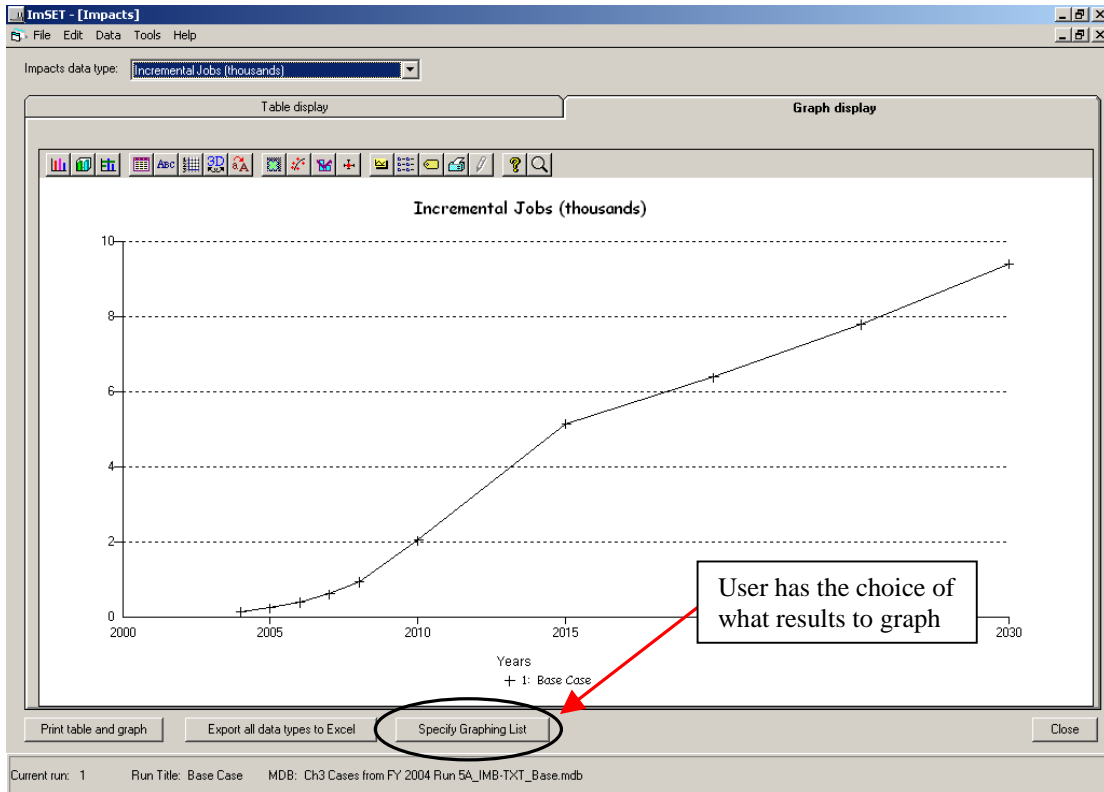 ImSET - [Impacts]
File Edit Data Tools Help
Impacts data type: Incremental Jobs (thousands)
Table display Graph display
ABC 3D aA
Incremental Jobs (thousands)
10
8
6
4
2
0
2000 2005 2010 2015 2030
Years
1: Base Case
User has the choice of
what results to graph
Print table and graph Export all data types to Excel Specify Graphing List Close
Current run: 1 Run Title: Base Case MDB: Ch3 Cases from FY 2004 Run 5A_IMB-TXT_Base.mdb